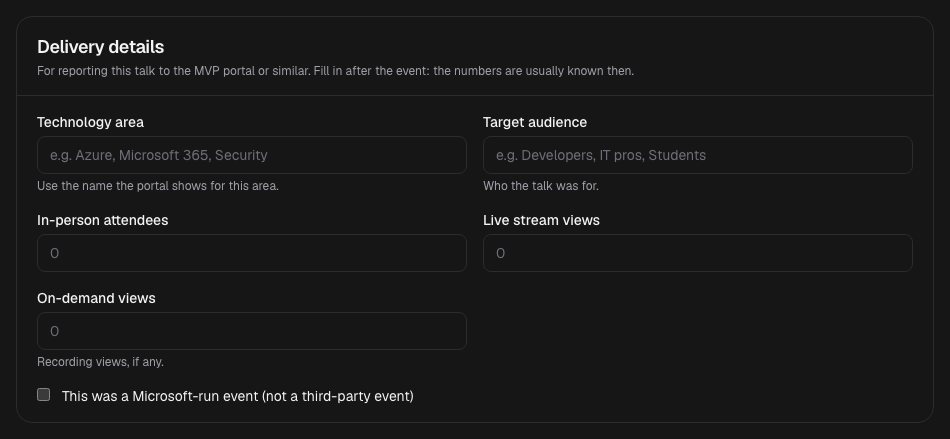 Delivery details
For reporting this talk to the MVP portal or similar. Fill in after the event: the numbers are usually known then.
Technology area
Target audience
e.g. Azure, Microsoft 365, Security
e.g. Developers, IT pros, Students
Use the name the portal shows for this area.
Who the talk was for.
In-person attendees
Live stream views
0
0
On-demand views
0
Recording views, if any.
This was a Microsoft-run event (not a third-party event)